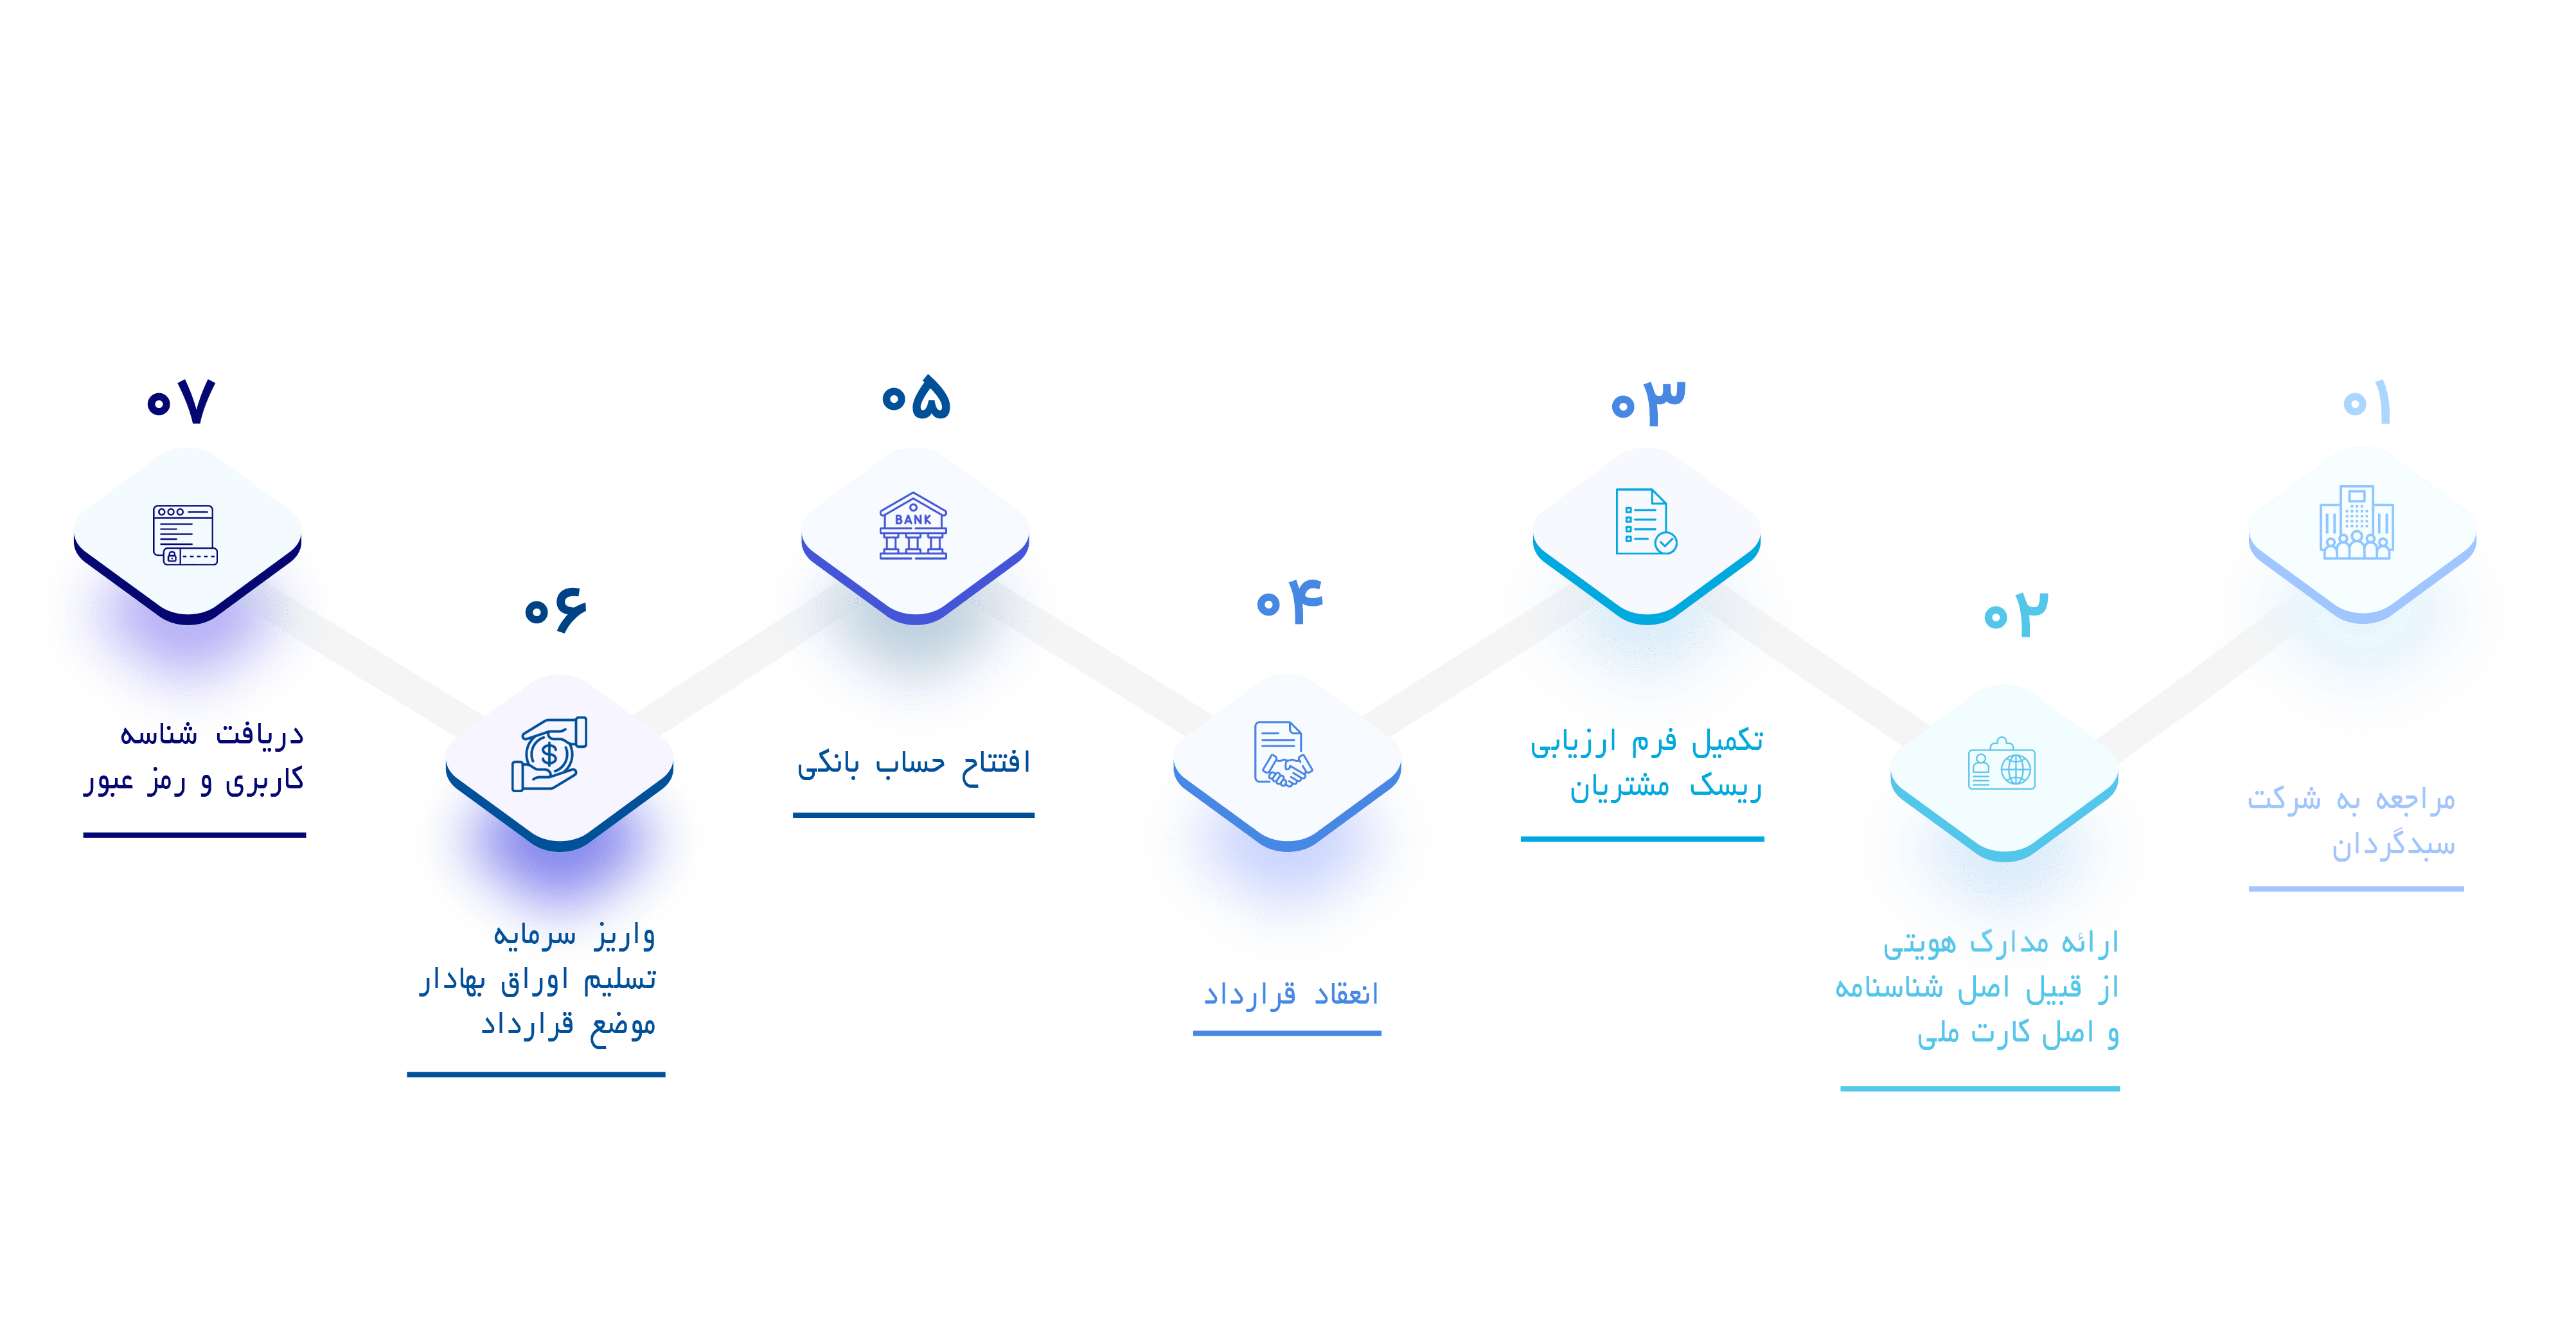 ۰۱
مراجعه به شرکت
سبدگردان
۰۲
ارائه مدارک هویتی
از قبیل اصل شناسنامه
و اصل کارت ملی
۰۳
تکمیل فرم ارزیابی
ریسک مشتریان
۰۴
انعقاد قرارداد
۰۵
BANK
افتتاح حساب بانکی
۰۶
واریز سرمایه
تسلیم اوراق بهادار
موضع قرارداد
۰۷
دریافت شناسه
کاربری و رمز عبور